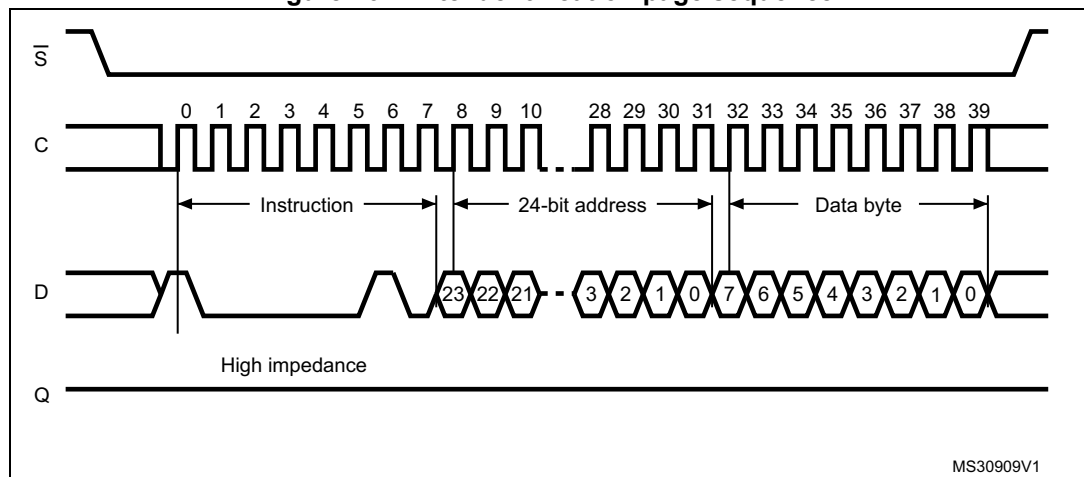 S
0 1 2 3 4 5 6 7 8 9 10 28 29 30 31 32 33 34 35 36 37 38 39
C
Instruction 24-bit address Data byte
D 23 22 21 3 2 1 0 7 6 5 4 3 2 1 0
High impedance
Q
MS30909V1